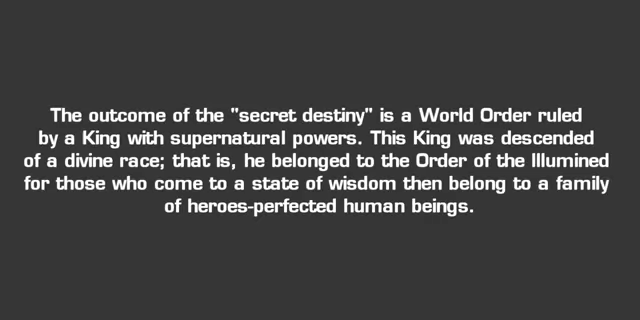 The outcome of the "secret destiny" is a World Order ruled
by a King with supernatural powers. This King was descended
of a divine race; that is, he belonged to the Order of the Illumined
for those who come to a state of wisdom then belong to a family
of heroes-perfected human beings.